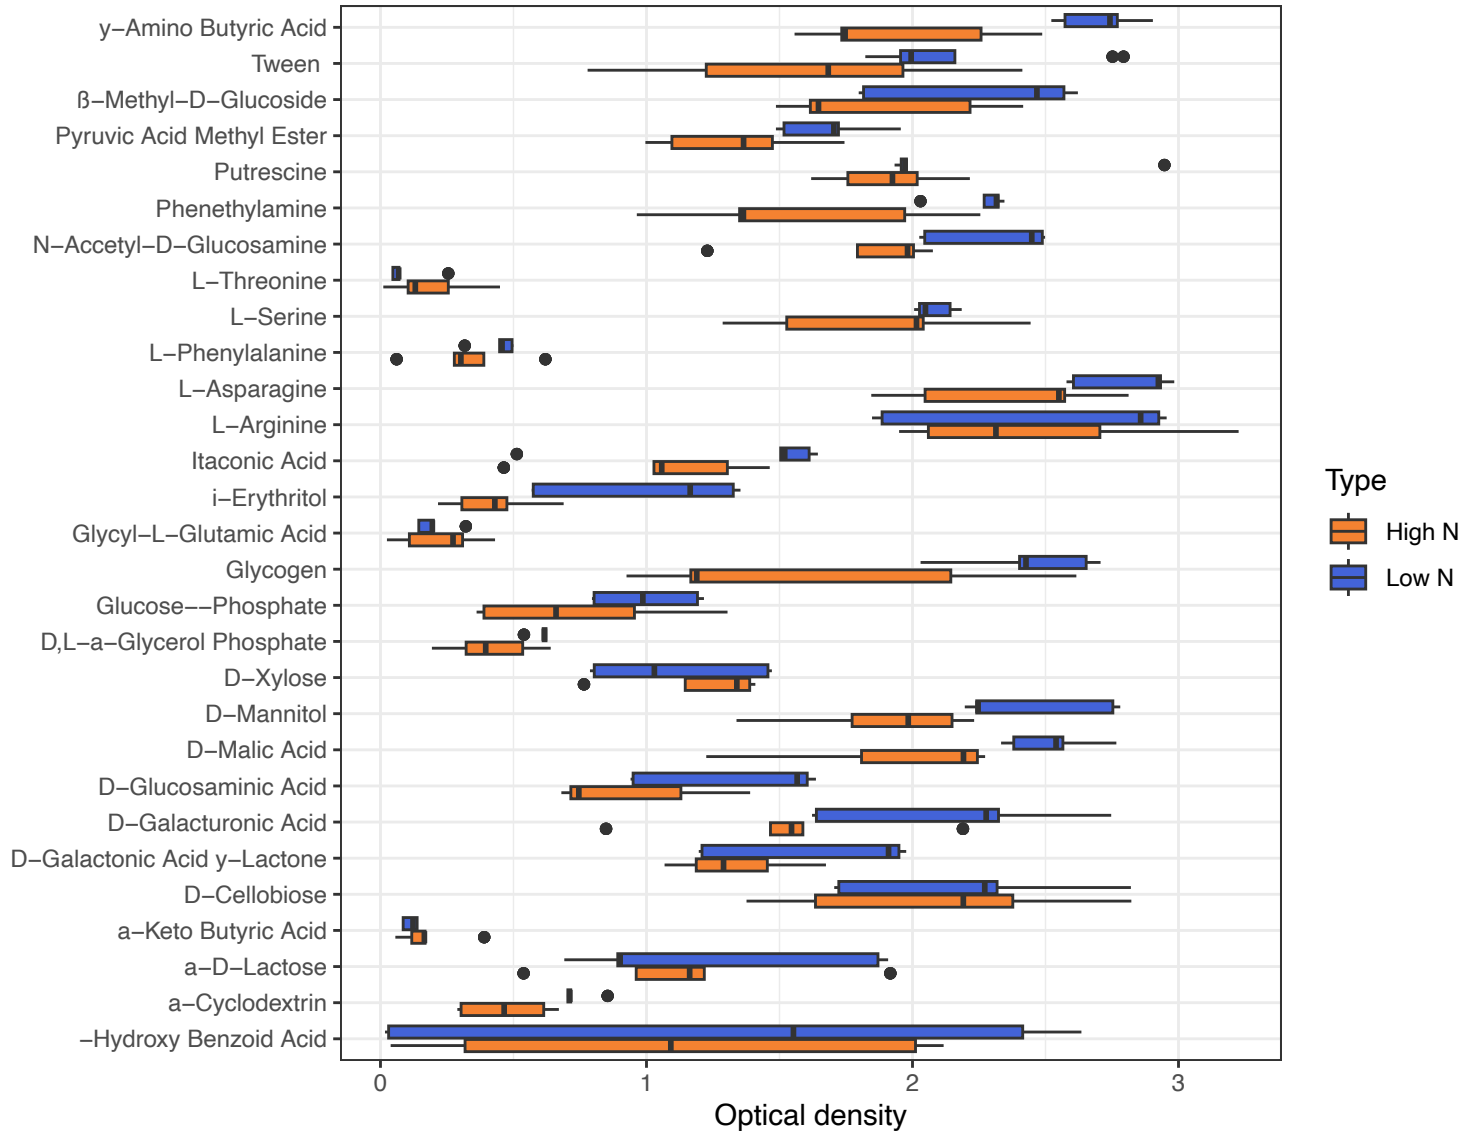 y−Amino Butyric Acid
Tween
ß−Methyl−D−Glucoside
Pyruvic Acid Methyl Ester
Putrescine
Phenethylamine
N−Accetyl−D−Glucosamine
L−Threonine
L−Serine
L−Phenylalanine
L−Asparagine
L−Arginine
Itaconic Acid
i−Erythritol
Glycyl−L−Glutamic Acid
Glycogen
Glucose−−Phosphate
D,L−a−Glycerol Phosphate
D−Xylose
D−Mannitol
D−Malic Acid
D−Glucosaminic Acid
D−Galacturonic Acid
D−Galactonic Acid y−Lactone
D−Cellobiose
a−Keto Butyric Acid
a−D−Lactose
a−Cyclodextrin
−Hydroxy Benzoid Acid
0 1 2 3
Optical density
Type
High N
Low N